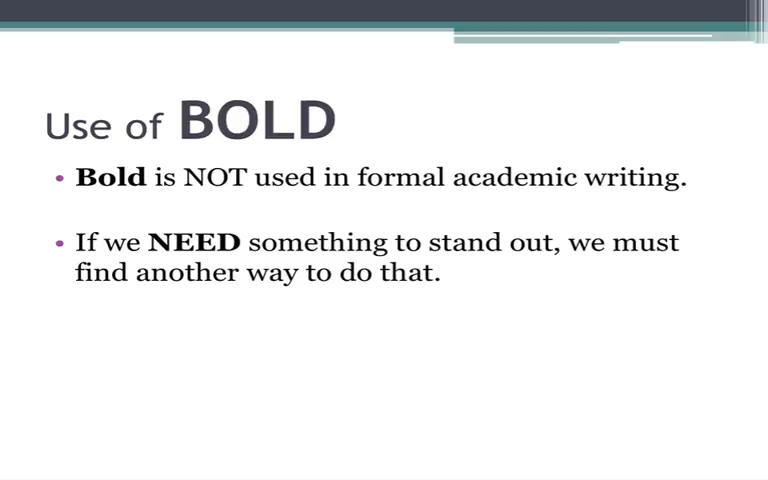 Use of BOLD
• Bold is NOT used in formal academic writing.
• If we NEED something to stand out, we must
find another way to do that.